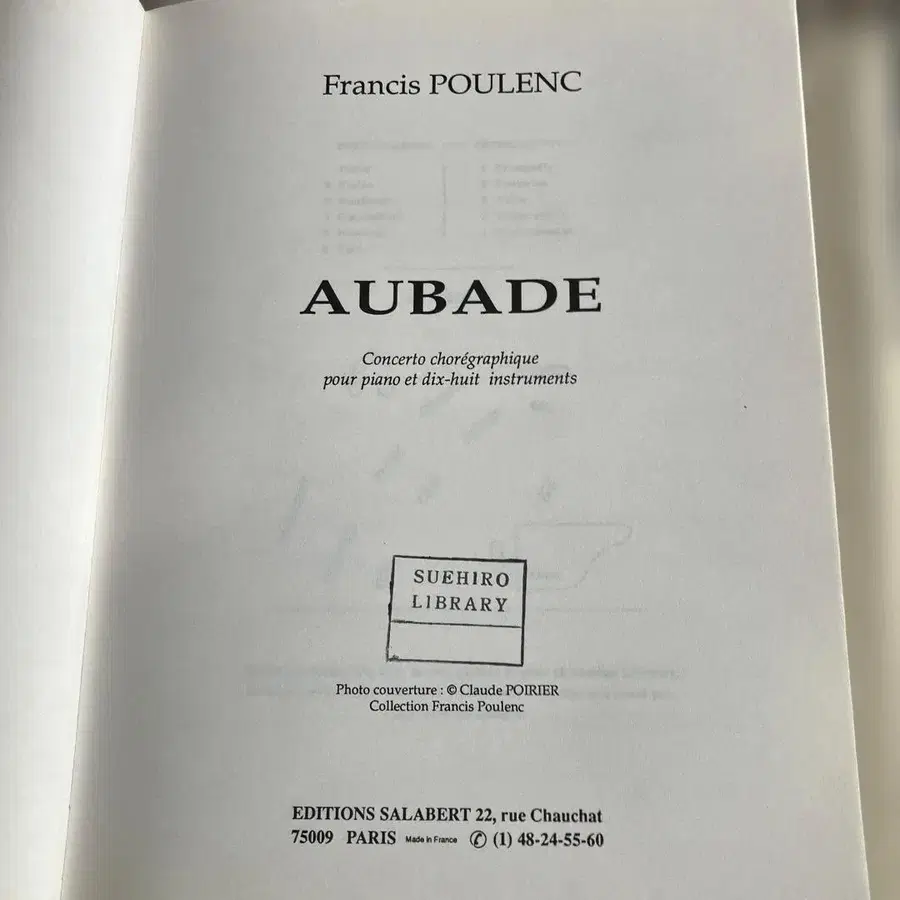 Francis POULENC
AUBADE
Concerto chorégraphique
pour piano et dix-huit instruments
SUEHIRO
LIBRARY
Photo couverture : © Claude POIRIER
Collection Francis Poulenc
EDITIONS SALABERT 22, rue Chauchat
75009 PARIS Made in France ✆ (1) 48-24-55-60